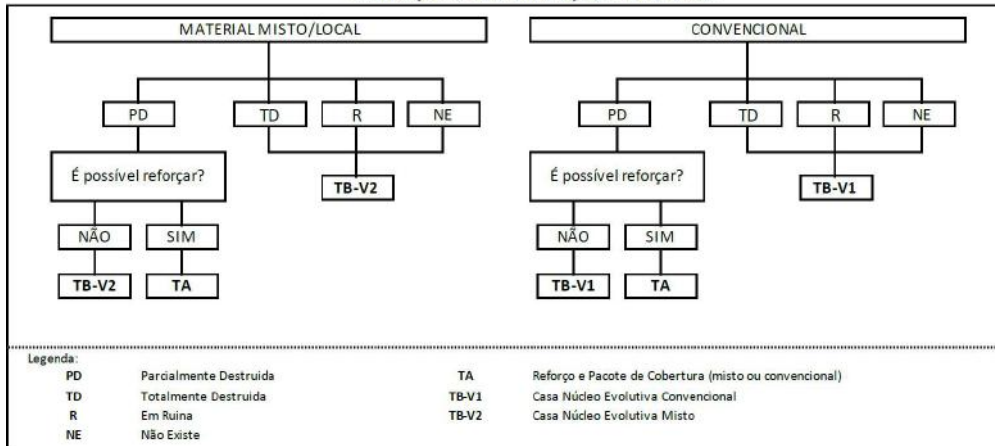 MATERIAL MISTO/LOCAL
PD TD R NE
É possível reforçar?
TB-V2
NÃO SIM
TB-V2 TA
CONVENCIONAL
PD TD R NE
É possível reforçar?
TB-V1
NÃO SIM
TB-V1 TA
Legenda:
PD Parcialmente Destruida
TD Totalmente Destruida
R Em Ruina
NE Não Existe
TA Reforço e Pacote de Cobertura (misto ou convencional)
TB-V1 Casa Núcleo Evolutiva Convencional
TB-V2 Casa Núcleo Evolutiva Misto